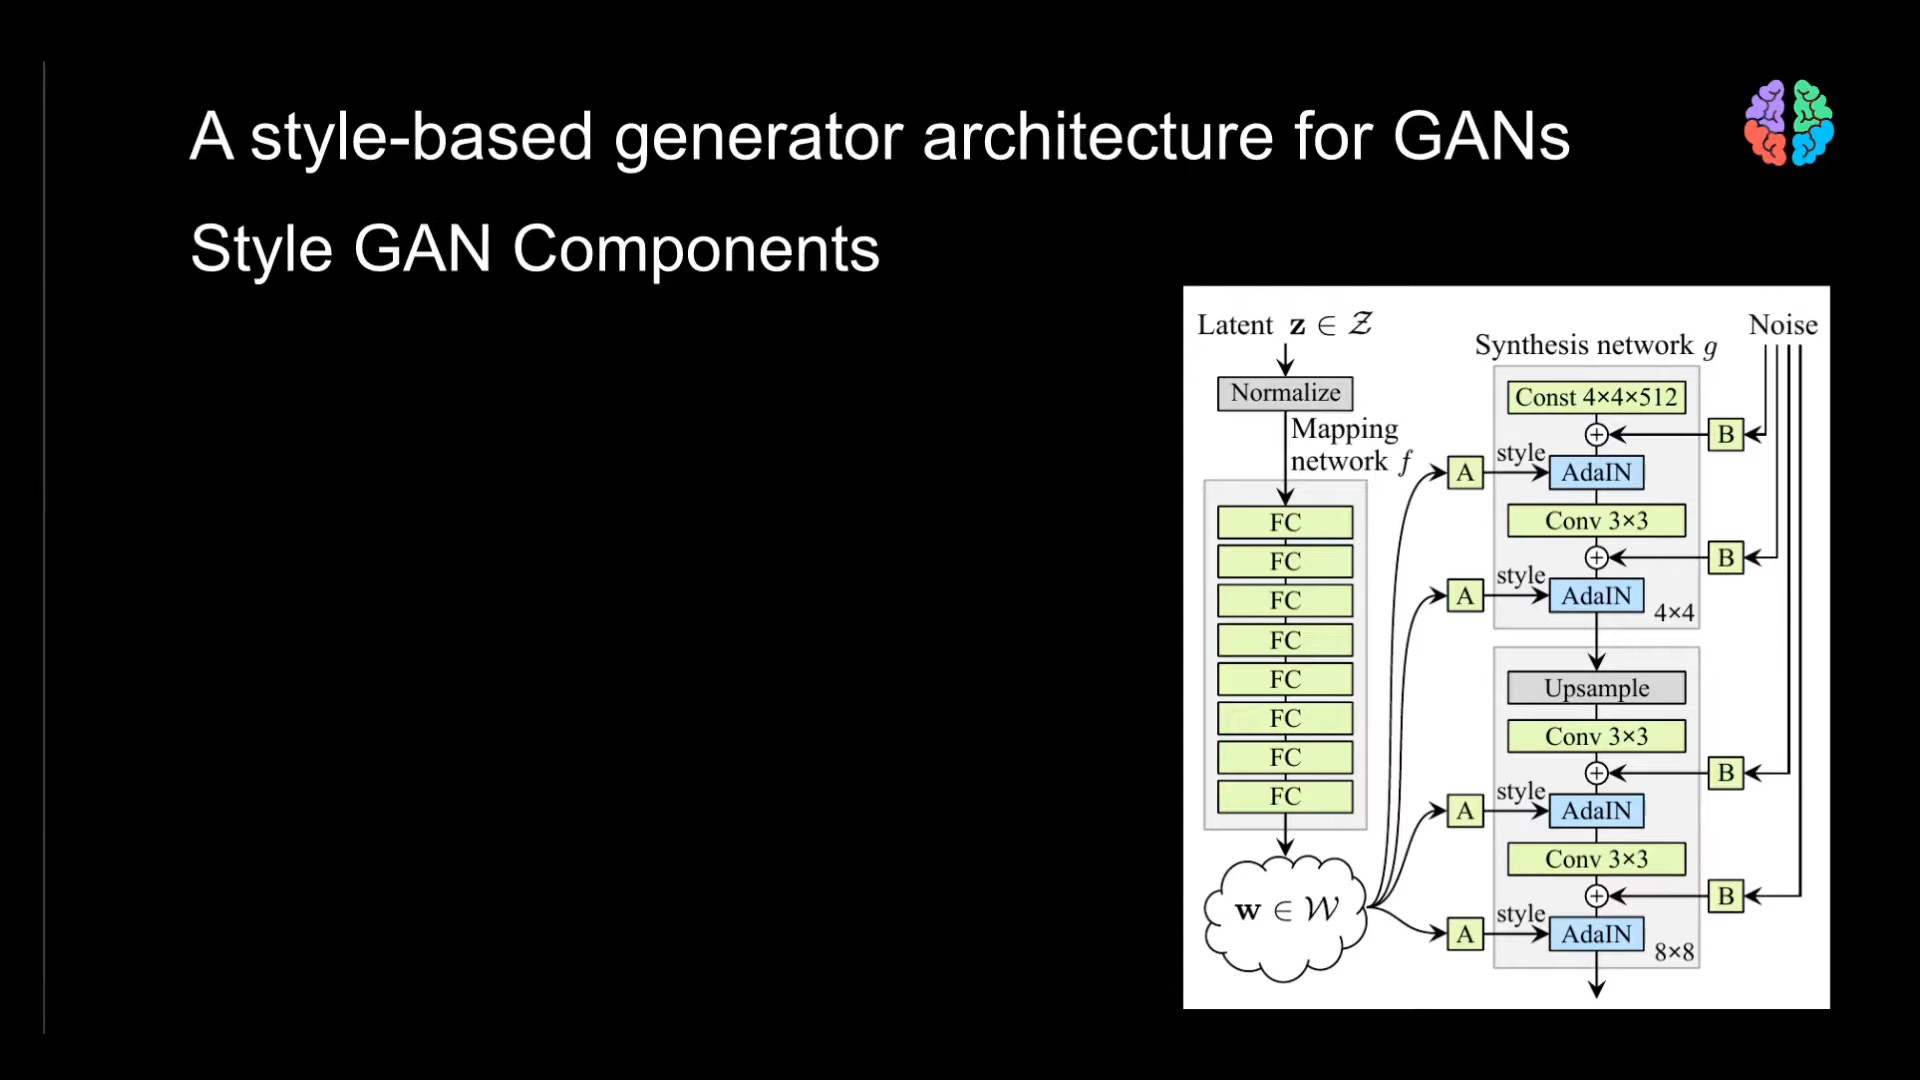 A style-based generator architecture for GANs
Style GAN Components
Latent z ∈ 𝒵
Normalize
Mapping
network f
FC
FC
FC
FC
FC
FC
FC
FC
w ∈ 𝒲
Synthesis network g
Noise
Const 4×4×512
B
A
style
AdaIN
Conv 3×3
B
A
style
AdaIN
4×4
Upsample
Conv 3×3
B
A
style
AdaIN
Conv 3×3
B
A
style
AdaIN
8×8